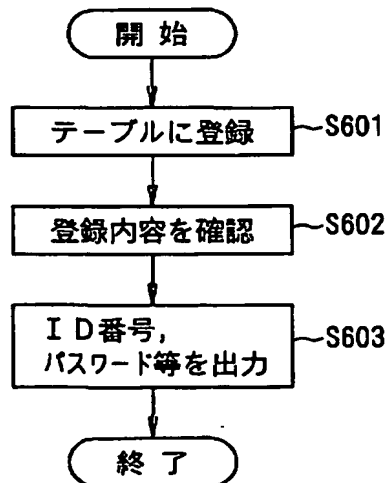 開始
テーブルに登録 S601
登録内容を確認 S602
ID番号,
パスワード等を出力 S603
終了